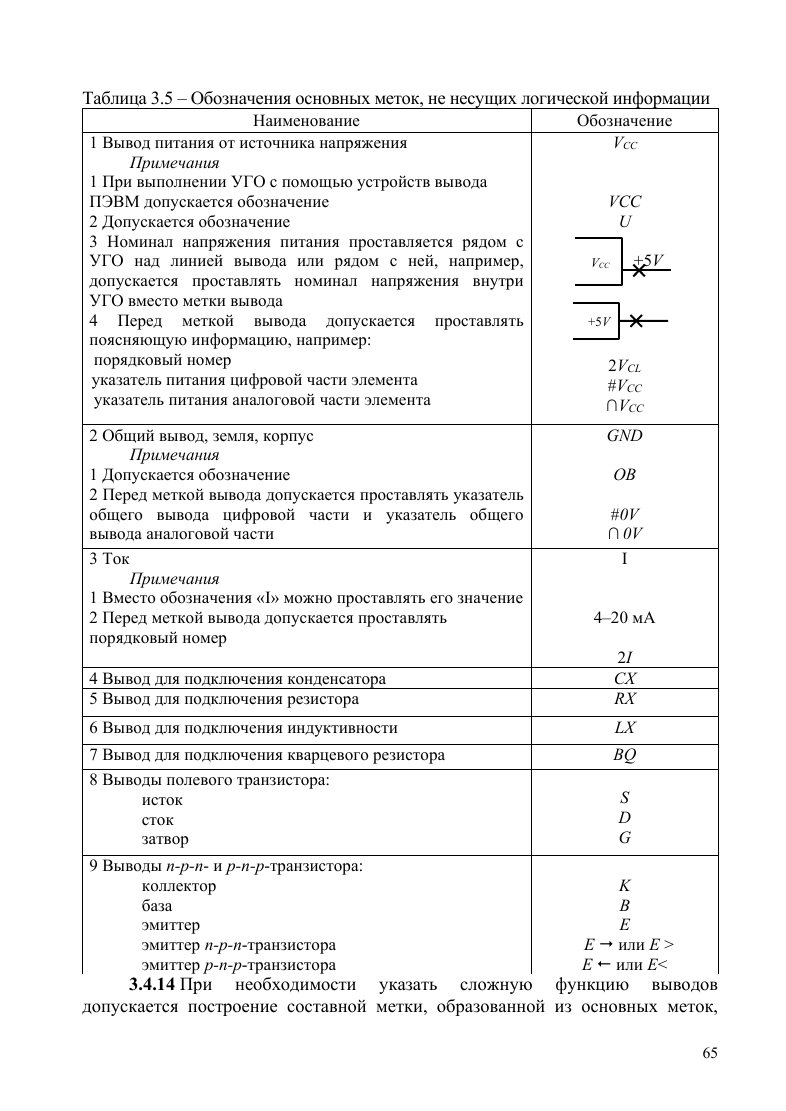 Таблица 3.5 – Обозначения основных меток, не несущих логической информации
Наименование Обозначение
1 Вывод питания от источника напряжения VCC
Примечания
1 При выполнении УГО с помощью устройств вывода
ПЭВМ допускается обозначение VCC
2 Допускается обозначение U
3 Номинал напряжения питания проставляется рядом с
УГО над линией вывода или рядом с ней, например, VCC +5V
допускается проставлять номинал напряжения внутри
УГО вместо метки вывода
4 Перед меткой вывода допускается проставлять +5V
поясняющую информацию, например:
порядковый номер 2VCL
указатель питания цифровой части элемента #VCC
указатель питания аналоговой части элемента ∩VCC
2 Общий вывод, земля, корпус GND
Примечания
1 Допускается обозначение OB
2 Перед меткой вывода допускается проставлять указатель
общего вывода цифровой части и указатель общего #0V
вывода аналоговой части ∩ 0V
3 Ток I
Примечания
1 Вместо обозначения «I» можно проставлять его значение
2 Перед меткой вывода допускается проставлять 4–20 мА
порядковый номер
2I
4 Вывод для подключения конденсатора CX
5 Вывод для подключения резистора RX
6 Вывод для подключения индуктивности LX
7 Вывод для подключения кварцевого резистора BQ
8 Выводы полевого транзистора:
исток S
сток D
затвор G
9 Выводы n-p-n- и p-n-p-транзистора:
коллектор K
база B
эмиттер E
эмиттер n-p-n-транзистора E → или E >
эмиттер p-n-p-транзистора E ← или E<
3.4.14 При необходимости указать сложную функцию выводов
допускается построение составной метки, образованной из основных меток,
65